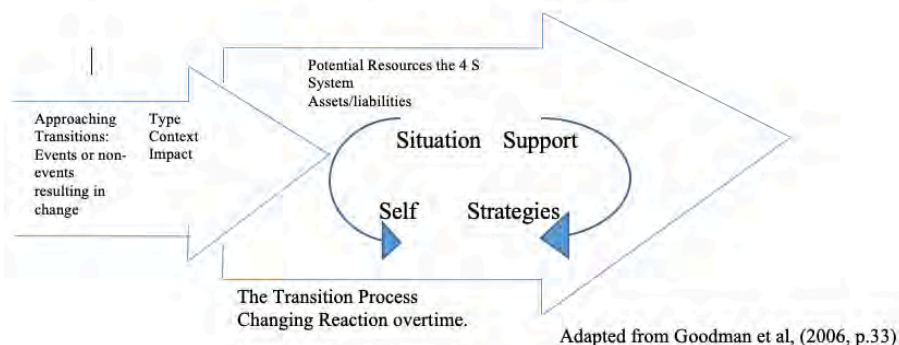 Potential Resources the 4 S
System
Assets/liabilities
Approaching
Transitions:
Events or non-
events
resulting in
change
Type
Context
Impact
Situation Support
Self Strategies
The Transition Process
Changing Reaction overtime.
Adapted from Goodman et al, (2006, p.33)